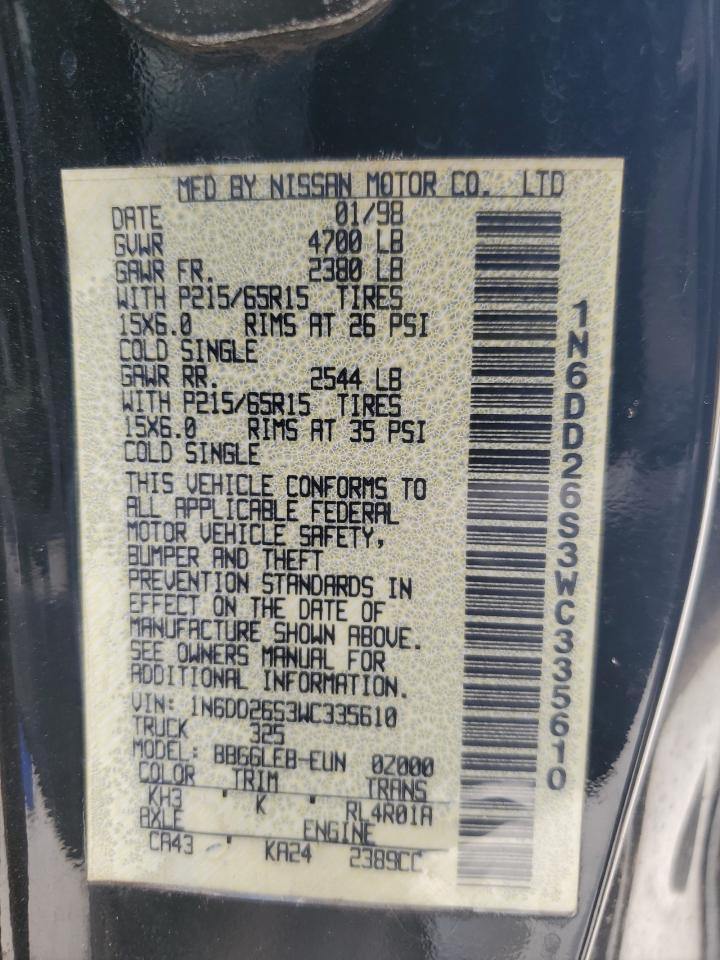 MFD BY NISSAN MOTOR CO. LTD
DATE 01/98
GVWR 4700 LB
GAWR FR. 2380 LB
WITH P215/65R15 TIRES
15X6.0 RIMS AT 26 PSI
COLD SINGLE
GAWR RR. 2544 LB
WITH P215/65R15 TIRES
15X6.0 RIMS AT 35 PSI
COLD SINGLE
THIS VEHICLE CONFORMS TO
ALL APPLICABLE FEDERAL
MOTOR VEHICLE SAFETY,
BUMPER AND THEFT
PREVENTION STANDARDS IN
EFFECT ON THE DATE OF
MANUFACTURE SHOWN ABOVE.
SEE OWNERS MANUAL FOR
ADDITIONAL INFORMATION.
VIN: 1N6DD26S3WC335610
TRUCK 325
MODEL: BBGGLEB-EUN 0Z000
COLOR TRIM TRANS
KH3 K RL4R01A
AXLE ENGINE
CA43 KA24 2389CC
1N6DD26S3WC335610